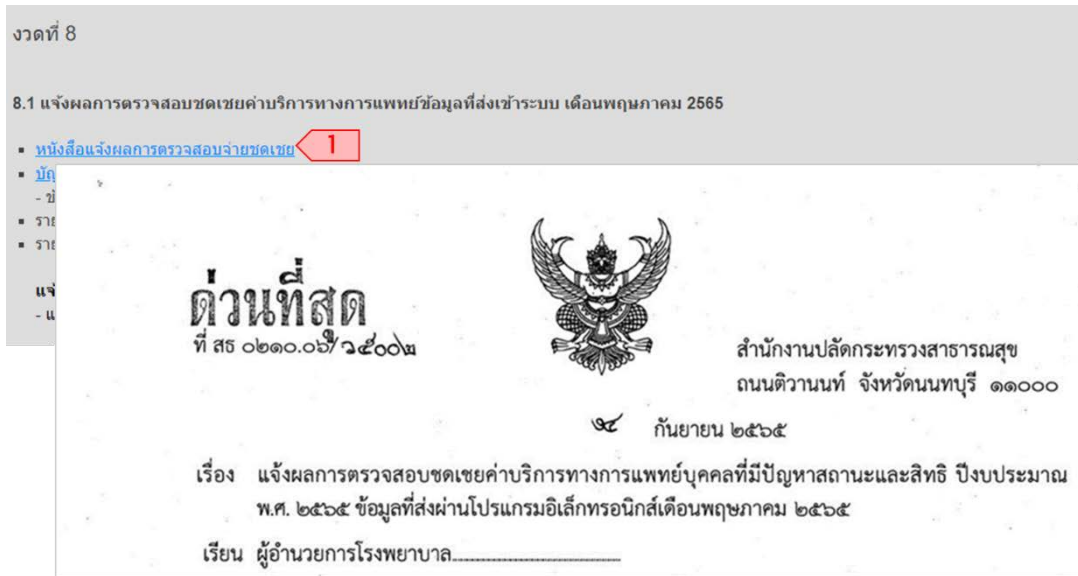 งวดที่ 8
8.1 แจ้งผลการตรวจสอบชดเชยค่าบริการทางการแพทย์ข้อมูลที่ส่งเข้าระบบ เดือนพฤษภาคม 2565
หนังสือแจ้งผลการตรวจสอบจ่ายชดเชย
1
ด่วนที่สุด
ที่ สธ ๐๒๑๐.๐๖/
สำนักงานปลัดกระทรวงสาธารณสุข
ถนนติวานนท์ จังหวัดนนทบุรี ๑๑๐๐๐
กันยายน ๒๕๖๕
เรื่อง แจ้งผลการตรวจสอบชดเชยค่าบริการทางการแพทย์บุคคลที่มีปัญหาสถานะและสิทธิ ปีงบประมาณ
พ.ศ. ๒๕๖๕ ข้อมูลที่ส่งผ่านโปรแกรมอิเล็กทรอนิกส์เดือนพฤษภาคม ๒๕๖๕
เรียน ผู้อำนวยการโรงพยาบาล